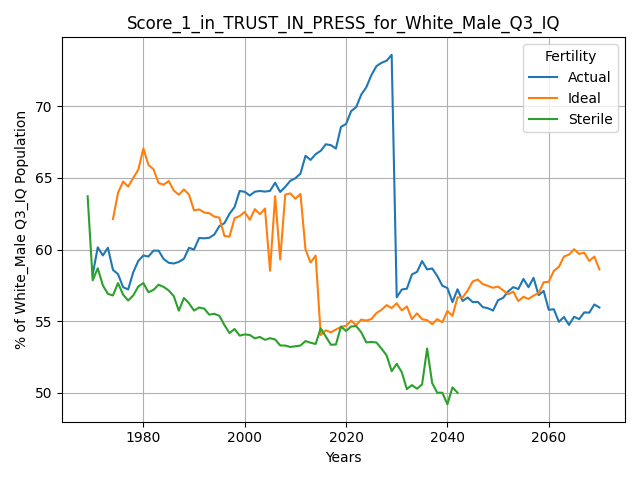 Score_1_in_TRUST_IN_PRESS_for_White_Male_Q3_IQ
% of White_Male Q3_IQ Population
70
65
60
55
50
Fertility
Actual
Ideal
Sterile
1980 2000 2020 2040 2060
Years